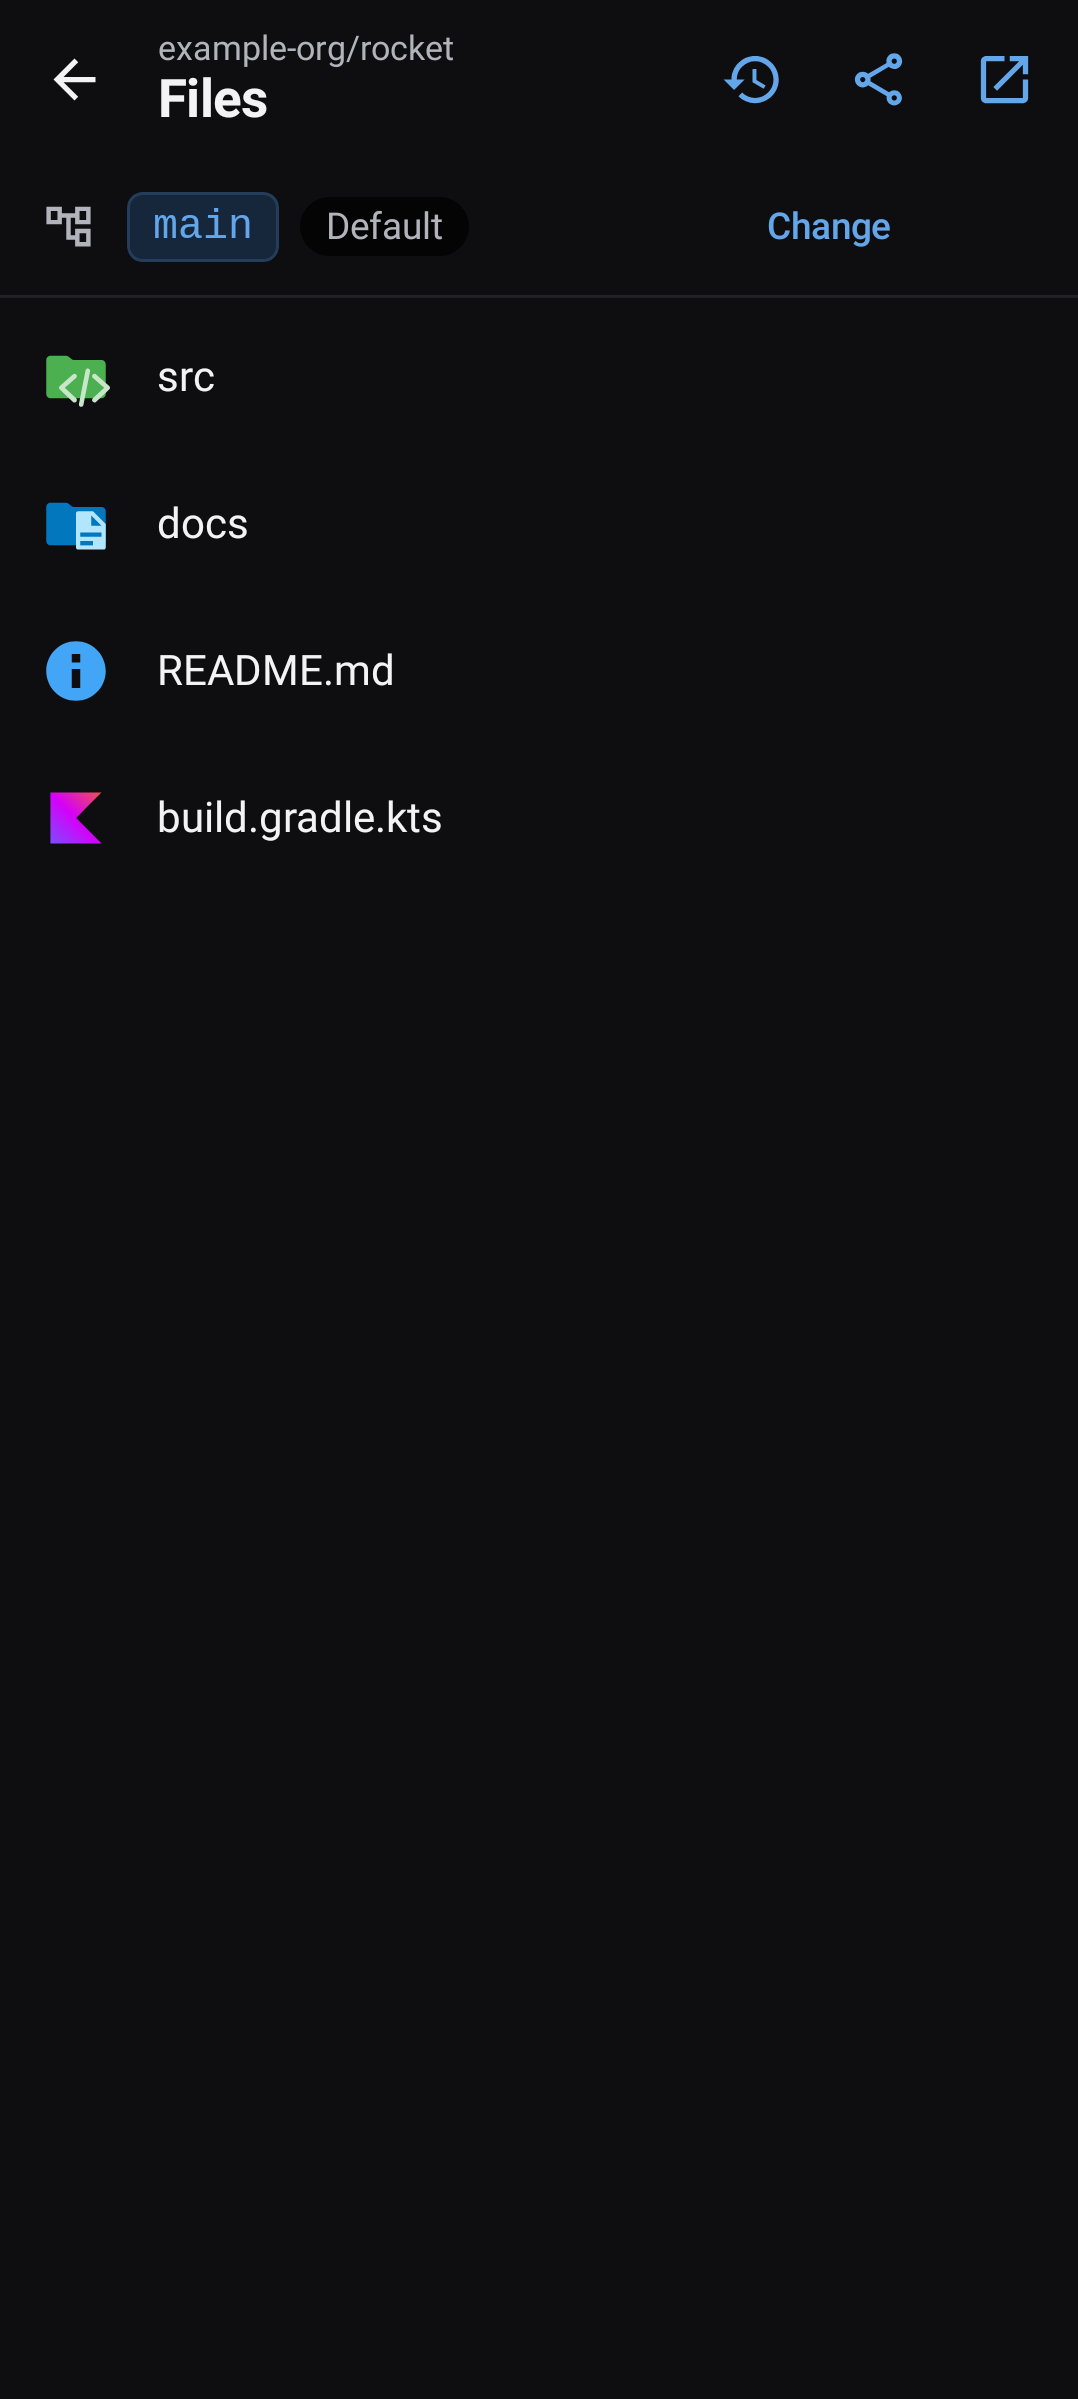 example-org/rocket
Files
main Default Change
src
docs
README.md
build.gradle.kts